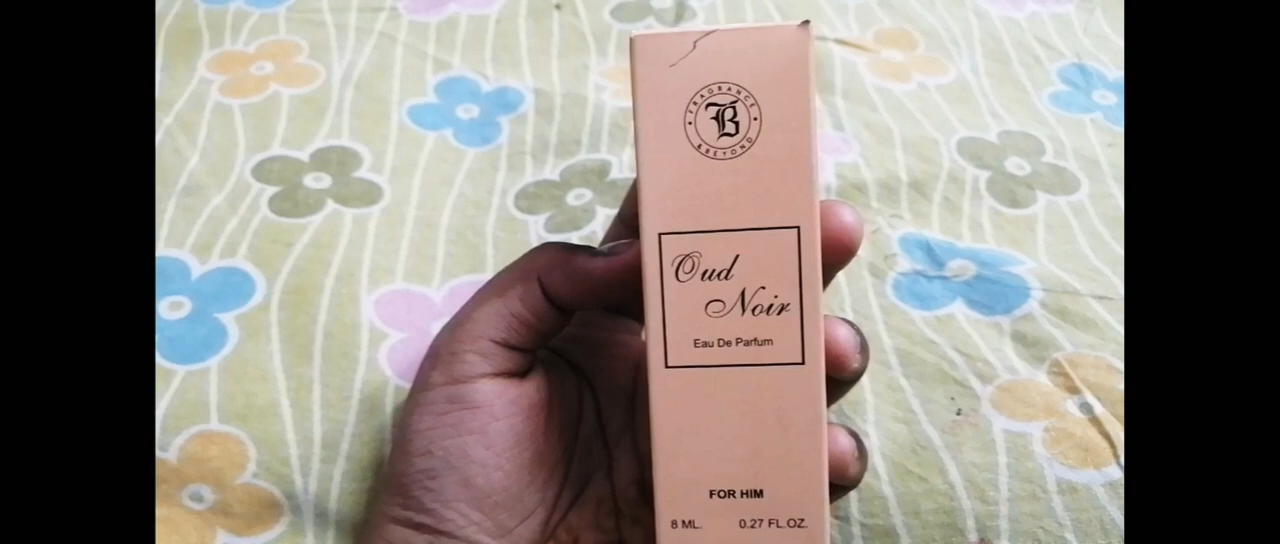 FRAGRANCE
B
& BEYOND
Oud
Noir
Eau De Parfum
FOR HIM
8 ML. 0.27 FL.OZ.